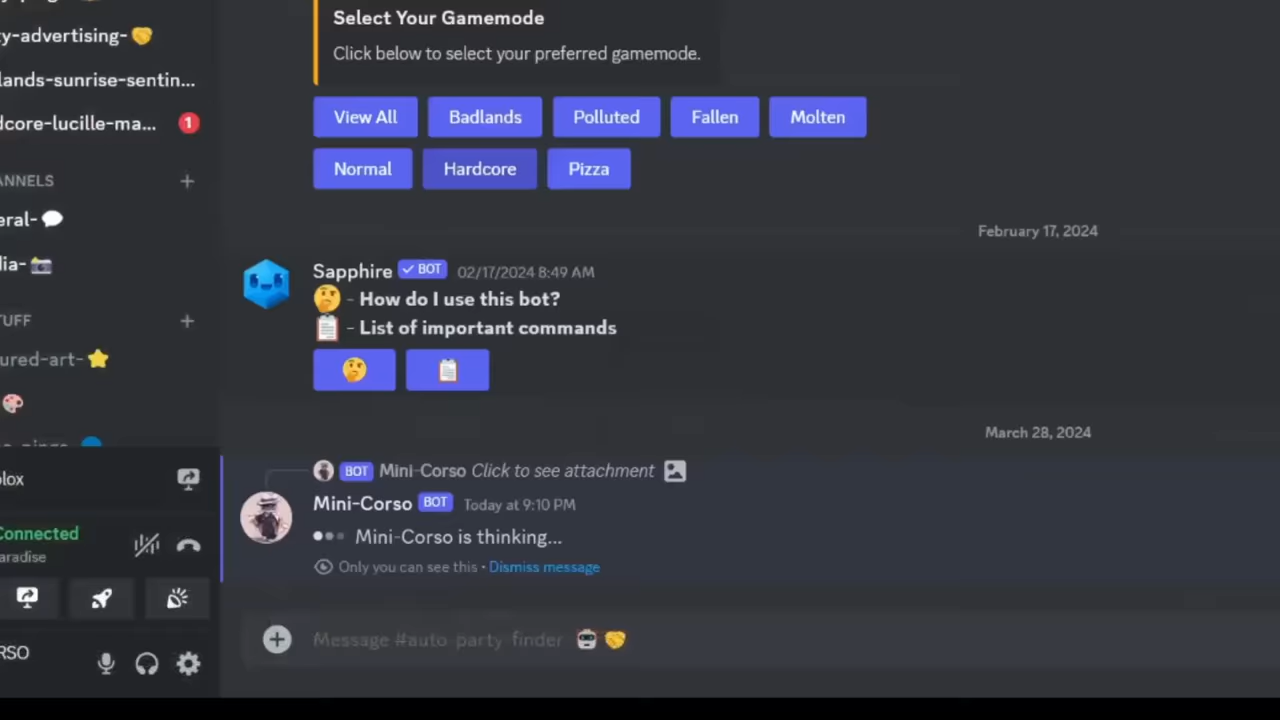 y-advertising-🤝
lands-sunrise-sentin...
dcore-lucille-ma... 1
ANNELS +
eral-💬
dia-📷
TUFF +
ured-art-⭐
lox
Connected
aradise
RSO
Select Your Gamemode
Click below to select your preferred gamemode.
View All Badlands Polluted Fallen Molten
Normal Hardcore Pizza
February 17, 2024
Sapphire ✓ BOT 02/17/2024 8:49 AM
🤔 - How do I use this bot?
📋 - List of important commands
🤔 📋
March 28, 2024
BOT Mini-Corso Click to see attachment
Mini-Corso BOT Today at 9:10 PM
Mini-Corso is thinking...
Only you can see this • Dismiss message
Message #auto-party-finder 🤖🤝